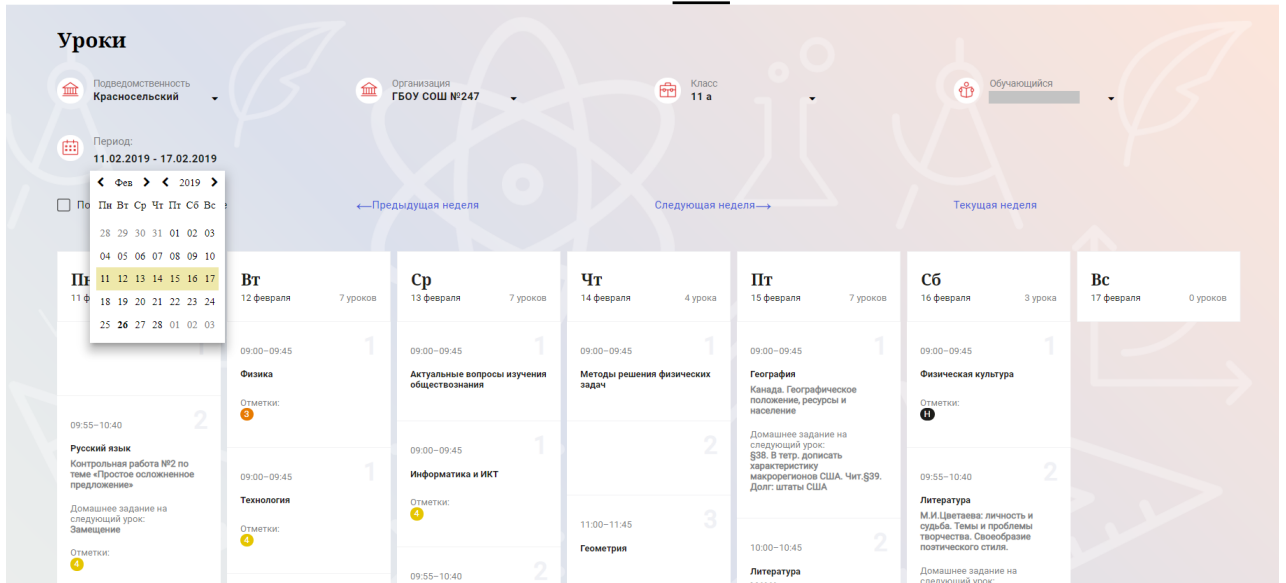 Уроки
Подведомственность
Красносельский
Организация
ГБОУ СОШ №247
Класс
11 а
Обучающийся
Период:
11.02.2019 - 17.02.2019
Фев 2019
Пн Вт Ср Чт Пт Сб Вс
28 29 30 31 01 02 03
04 05 06 07 08 09 10
11 12 13 14 15 16 17
18 19 20 21 22 23 24
25 26 27 28 01 02 03
←Предыдущая неделя
Следующая неделя→
Текущая неделя
Вт
12 февраля 7 уроков
Ср
13 февраля 7 уроков
Чт
14 февраля 4 урока
Пт
15 февраля 7 уроков
Сб
16 февраля 3 урока
Вс
17 февраля 0 уроков
1
2
09:55–10:40
Русский язык
Контрольная работа №2 по
теме «Простое осложненное
предложение»
Домашнее задание на
следующий урок:
Замещение
Отметки:
4
09:00–09:45 1
Физика
Отметки:
3
09:00–09:45 1
Технология
Отметки:
4
09:00–09:45 1
Актуальные вопросы изучения
обществознания
09:00–09:45 1
Информатика и ИКТ
Отметки:
4
09:55–10:40 2
09:00–09:45 1
Методы решения физических
задач
2
11:00–11:45 3
Геометрия
09:00–09:45 1
География
Канада. Географическое
положение, ресурсы и
население
Домашнее задание на
следующий урок:
§38. В тетр. дописать
характеристику
макрорегионов США. Чит.§39.
Долг: штаты США
10:00–10:45 2
Литература
09:00–09:45 1
Физическая культура
Отметки:
Н
09:55–10:40 2
Литература
М.И.Цветаева: личность и
судьба. Темы и проблемы
творчества. Своеобразие
поэтического стиля.
Домашнее задание на
следующий урок: